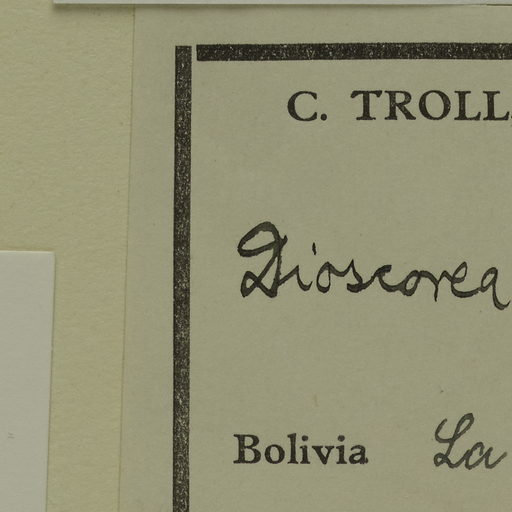 C. TROLL.
Dioscorea
Bolivia La